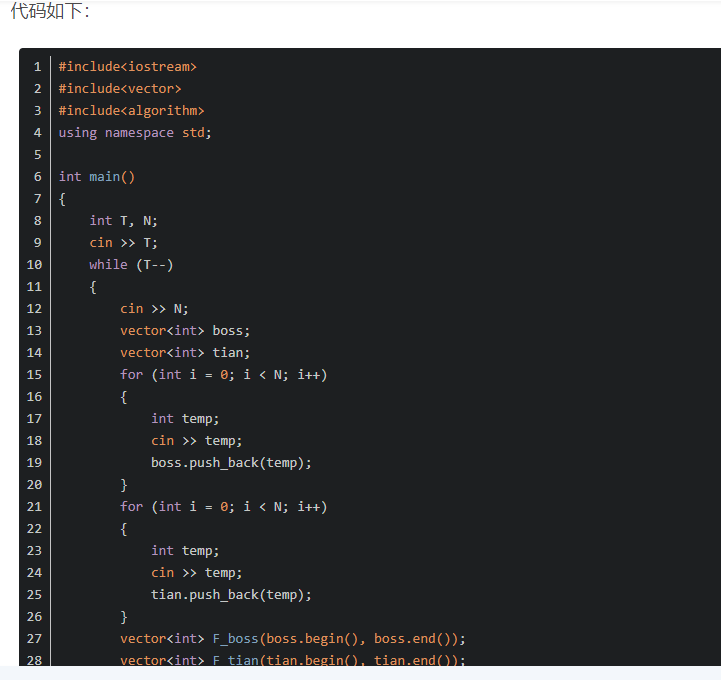 代码如下：
1 #include<iostream>
2 #include<vector>
3 #include<algorithm>
4 using namespace std;
5
6 int main()
7 {
8     int T, N;
9     cin >> T;
10     while (T--)
11     {
12         cin >> N;
13         vector<int> boss;
14         vector<int> tian;
15         for (int i = 0; i < N; i++)
16         {
17             int temp;
18             cin >> temp;
19             boss.push_back(temp);
20         }
21         for (int i = 0; i < N; i++)
22         {
23             int temp;
24             cin >> temp;
25             tian.push_back(temp);
26         }
27         vector<int> F_boss(boss.begin(), boss.end());
28         vector<int> F_tian(tian.begin(), tian.end());